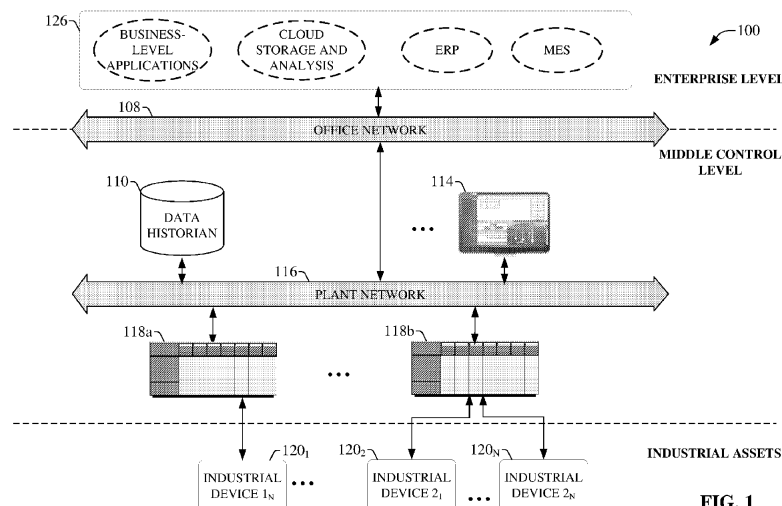 126
BUSINESS-
LEVEL
APPLICATIONS
CLOUD
STORAGE AND
ANALYSIS
ERP
MES
100
ENTERPRISE LEVEL
108
OFFICE NETWORK
MIDDLE CONTROL
LEVEL
110
DATA
HISTORIAN
...
114
116
PLANT NETWORK
118a
118b
...
INDUSTRIAL ASSETS
120₁
INDUSTRIAL
DEVICE 1ₙ
...
120₂
INDUSTRIAL
DEVICE 2₁
...
120ₙ
INDUSTRIAL
DEVICE 2ₙ
FIG. 1